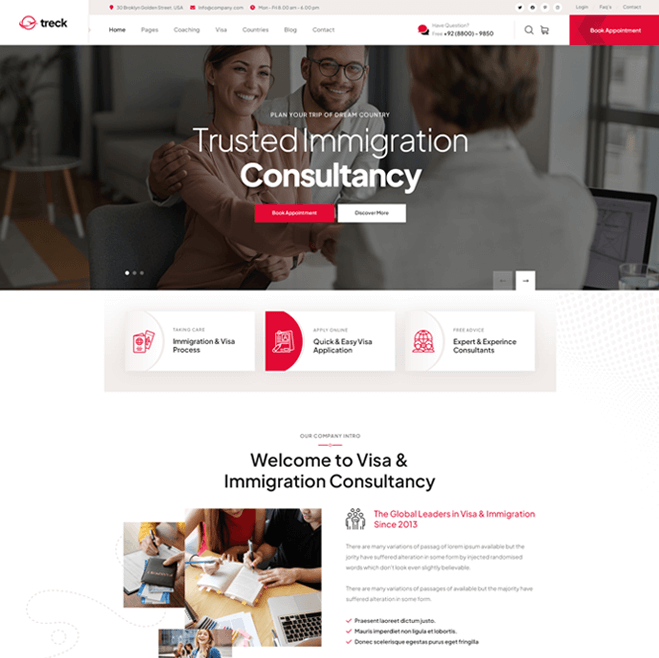 30 Broklyn Golden Street. USA
info@company.com
Mon - Fri 8.00 am - 6.00 pm
Login
Faq's
Contact
treck
Home
Pages
Coaching
Visa
Countries
Blog
Contact
Have Question?
Free +92 (8800) - 9850
Book Appointment
PLAN YOUR TRIP OF DREAM COUNTRY
Trusted Immigration
Consultancy
Book Appointment
Discover More
TAKING CARE
Immigration & Visa
Process
APPLY ONLINE
Quick & Easy Visa
Application
FREE ADVICE
Expert & Experince
Consultants
OUR COMPANY INTRO
Welcome to Visa &
Immigration Consultancy
The Global Leaders in Visa & Immigration
Since 2013
There are many variations of passag of lorem ipsum available but the
jority have suffered alteration in some form by injected randomised
words which don't look even slightly believable.
There are many variations of passages of available but the majority have
suffered alteration in some form.
Praesent laoreet dictum justo.
Mauris imperdiet non ligula et lobortis.
Donec scelerisque egestas purus eget fringilla